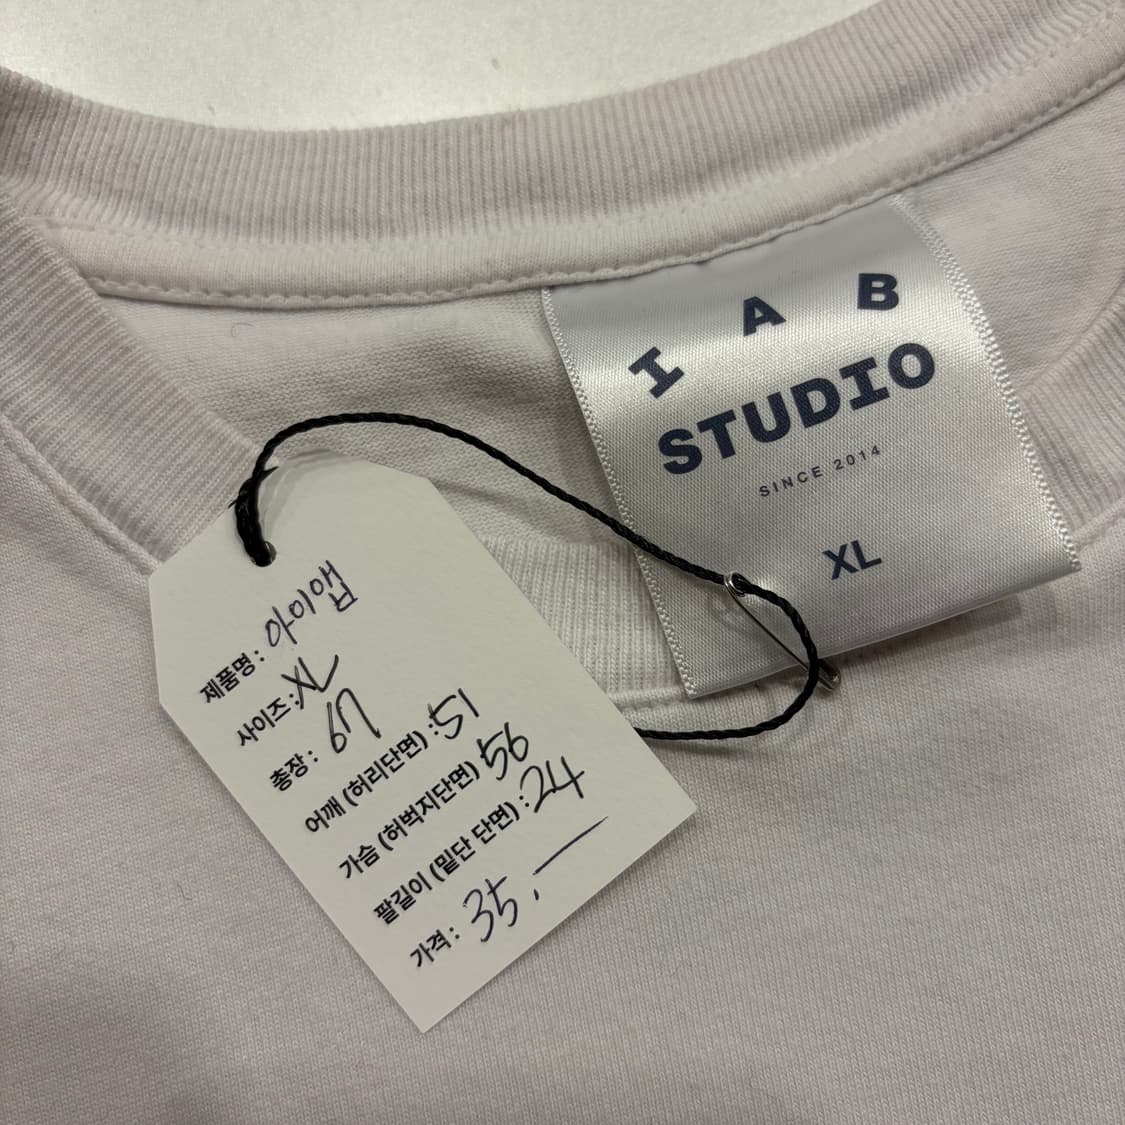 I A B
STUDIO
SINCE 2014
XL
제품명 : 아이앱
사이즈 : XL
총장 : 67
어깨 (허리단면) : 51
가슴 (허벅지단면) 56
팔길이 (밑단 단면) : 24
가격 : 35,—